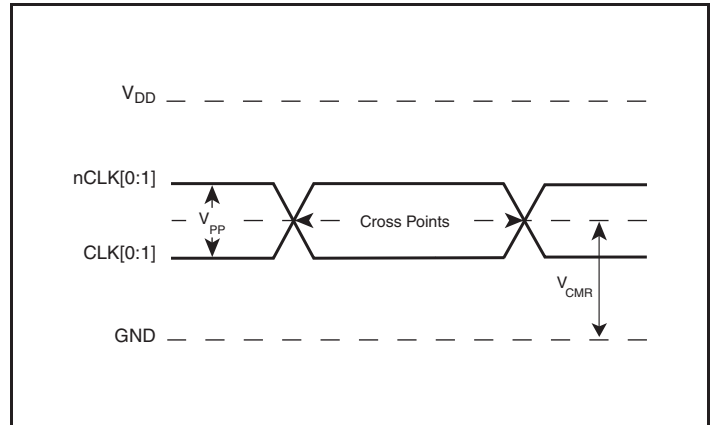 VDD
nCLK[0:1]
VPP
Cross Points
CLK[0:1]
VCMR
GND